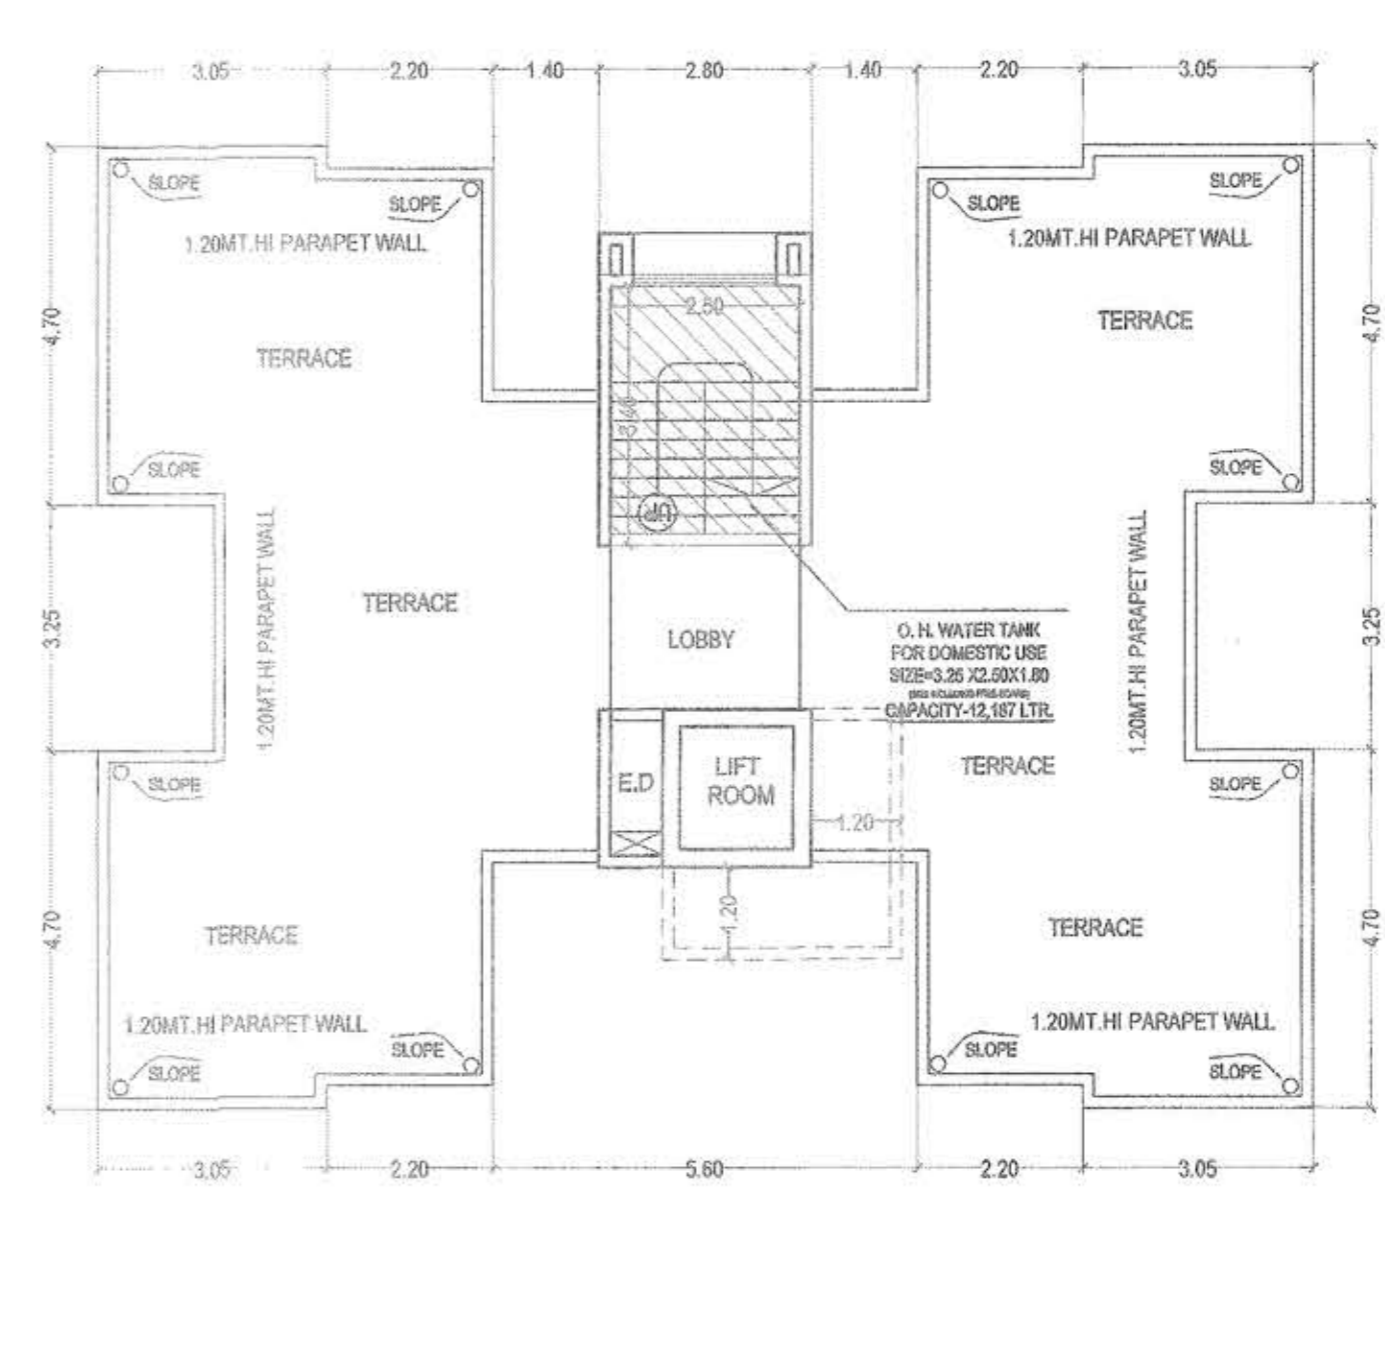 3.05 2.20 1.40 2.80 1.40 2.20 3.05
SLOPE
SLOPE
SLOPE
SLOPE
1.20MT.HI PARAPET WALL
1.20MT.HI PARAPET WALL
4.70
2.50
4.70
TERRACE
TERRACE
3.40
SLOPE
SLOPE
UP
1.20MT.HI PARAPET WALL
1.20MT.HI PARAPET WALL
3.25
TERRACE
LOBBY
3.25
O. H. WATER TANK
FOR DOMESTIC USE
SIZE=3.25 X2.50X1.80
CAPACITY-12,187 LTR.
SLOPE
E.D
LIFT
ROOM
TERRACE
SLOPE
1.20
1.20
4.70
TERRACE
TERRACE
4.70
1.20MT.HI PARAPET WALL
1.20MT.HI PARAPET WALL
SLOPE
SLOPE
SLOPE
SLOPE
3.05 2.20 5.60 2.20 3.05